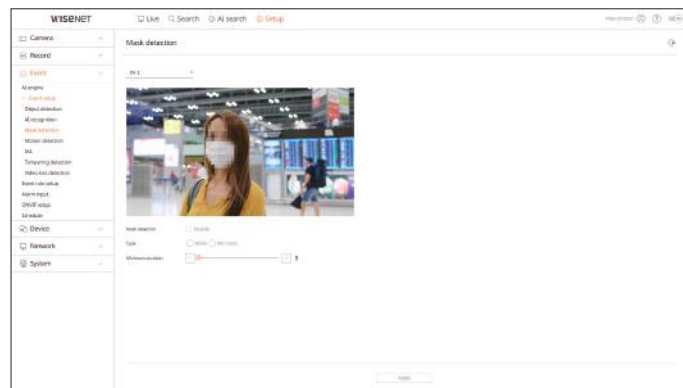 WISENET
Live Search AI search Setup
Camera
Record
Event
AI engine
Event setup
Object detection
AI recognition
Mask detection
Motion detection
Tampering detection
Video loss detection
Event rule setup
Alarm input
ONVIF setup
Schedule
Device
Network
System
Mask detection
CH 1
Mask detection Enable
Type Mask No mask
Minimum duration
Apply